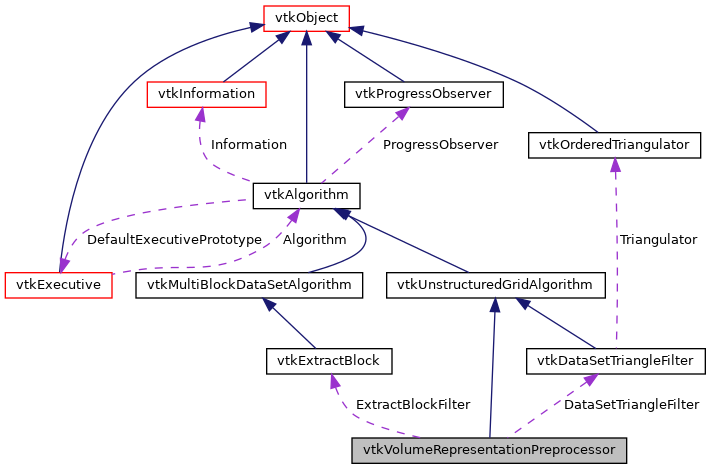 vtkObject
vtkInformation
vtkProgressObserver
vtkOrderedTriangulator
Information
ProgressObserver
vtkAlgorithm
DefaultExecutivePrototype
Algorithm
Triangulator
vtkExecutive
vtkMultiBlockDataSetAlgorithm
vtkUnstructuredGridAlgorithm
vtkExtractBlock
vtkDataSetTriangleFilter
ExtractBlockFilter
DataSetTriangleFilter
vtkVolumeRepresentationPreprocessor